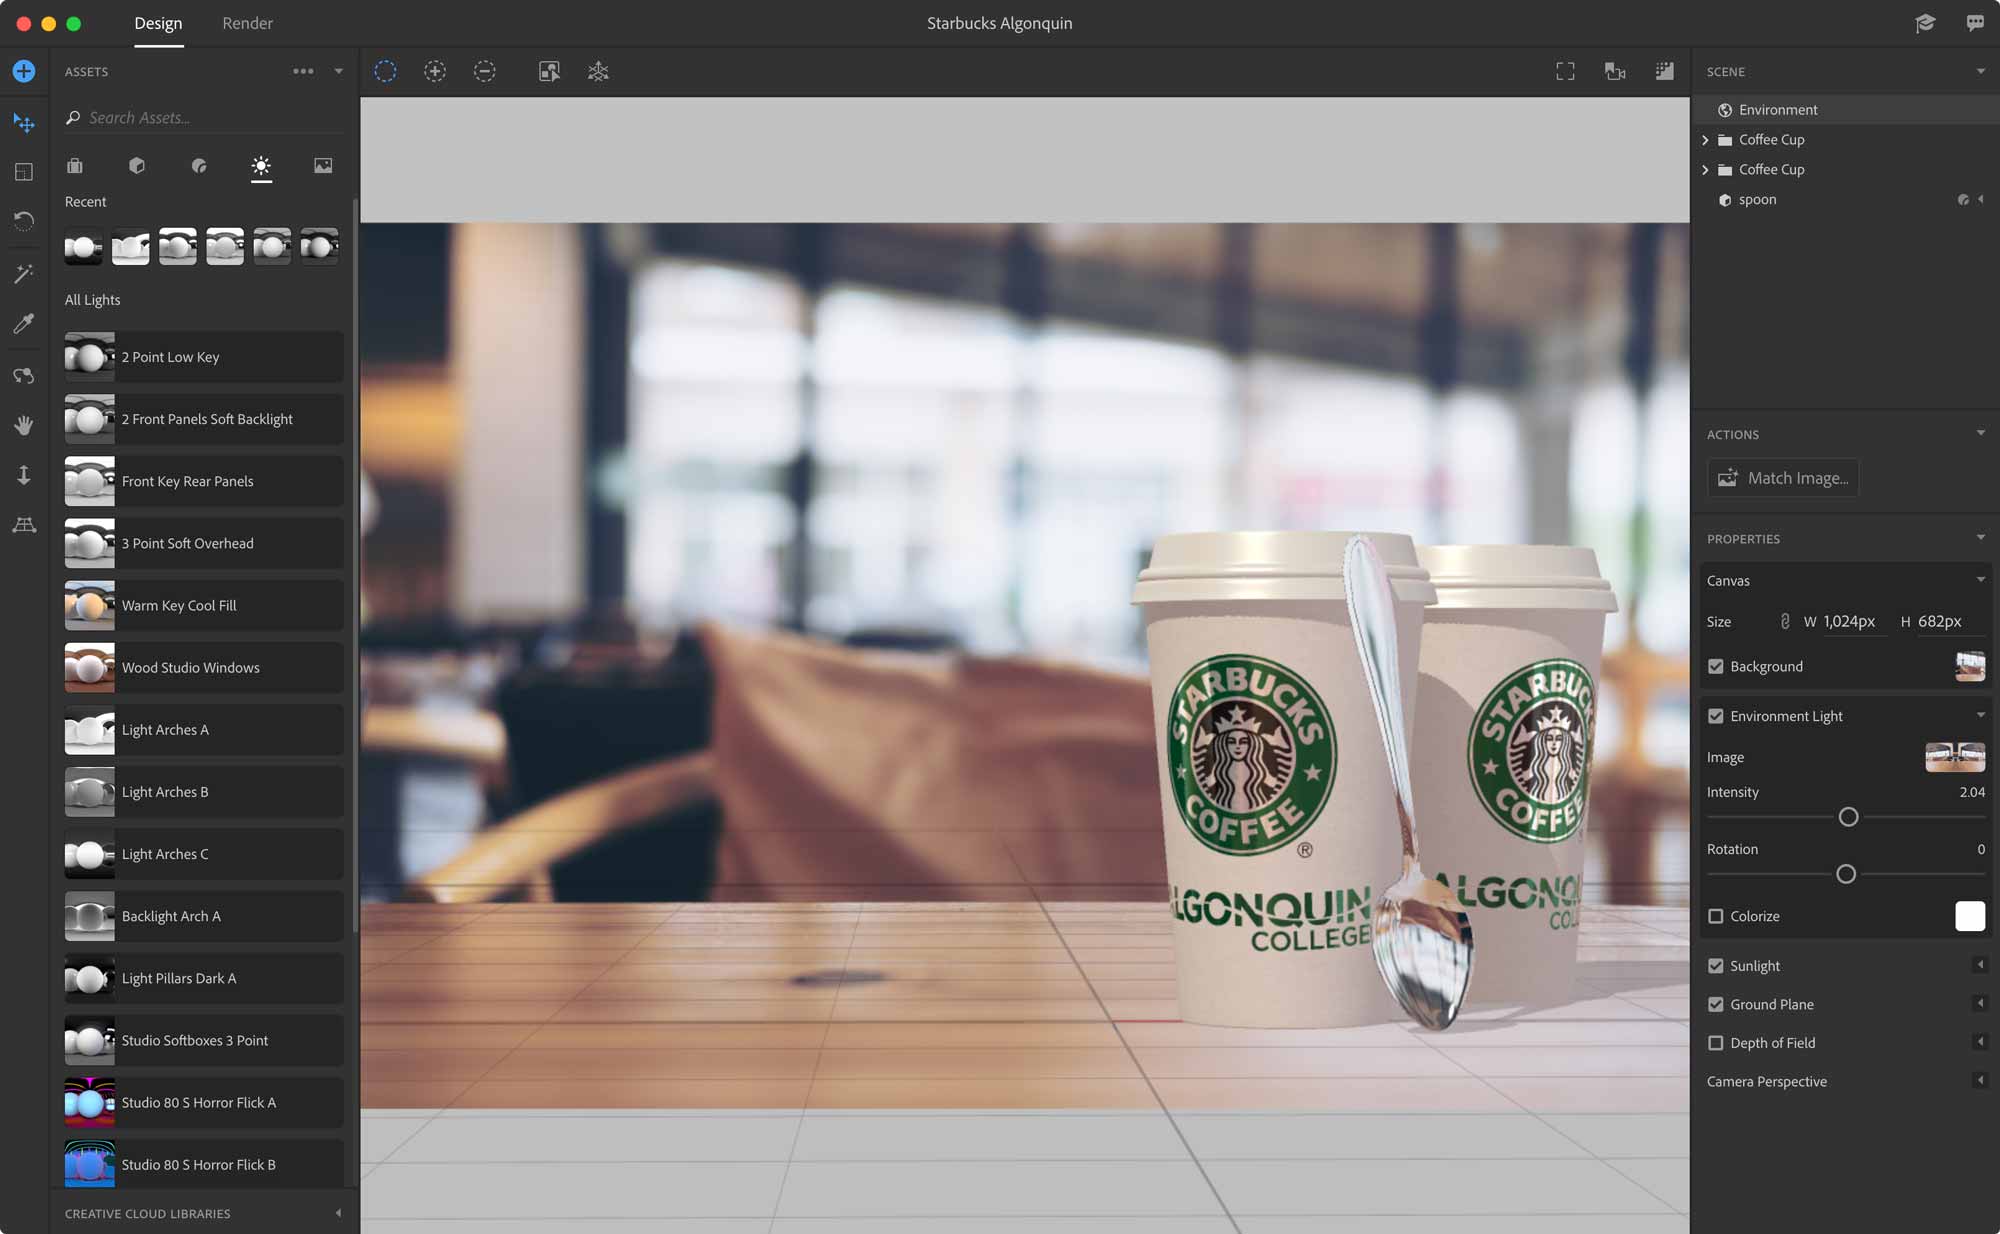 Design
Render
Starbucks Algonquin
ASSETS
Search Assets...
Recent
All Lights
2 Point Low Key
2 Front Panels Soft Backlight
Front Key Rear Panels
3 Point Soft Overhead
Warm Key Cool Fill
Wood Studio Windows
Light Arches A
Light Arches B
Light Arches C
Backlight Arch A
Light Pillars Dark A
Studio Softboxes 3 Point
Studio 80 S Horror Flick A
Studio 80 S Horror Flick B
CREATIVE CLOUD LIBRARIES
STARBUCKS
COFFEE
®
ALGONQUIN
COLLEGE
STARBUCKS
COFFEE
ALGONQU
COL
SCENE
Environment
Coffee Cup
Coffee Cup
spoon
ACTIONS
Match Image...
PROPERTIES
Canvas
Size W 1,024px H 682px
Background
Environment Light
Image
Intensity 2.04
Rotation 0
Colorize
Sunlight
Ground Plane
Depth of Field
Camera Perspective